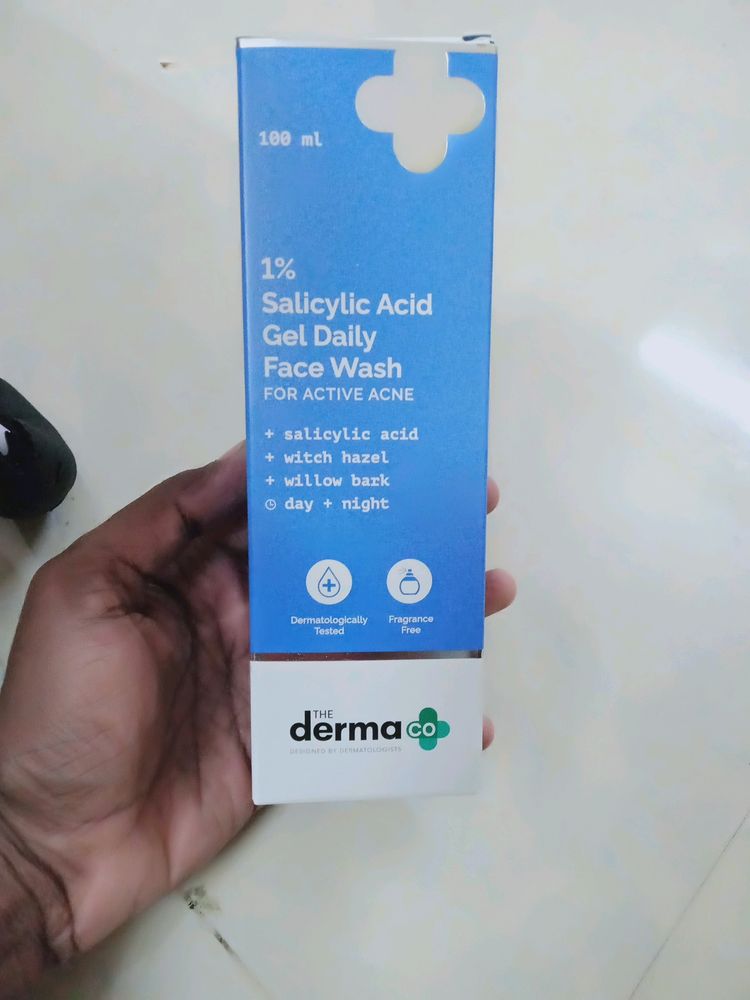 100 ml
1%
Salicylic Acid
Gel Daily
Face Wash
FOR ACTIVE ACNE
+ salicylic acid
+ witch hazel
+ willow bark
day + night
Dermatologically
Tested
Fragrance
Free
THE
derma co
DESIGNED BY DERMATOLOGISTS